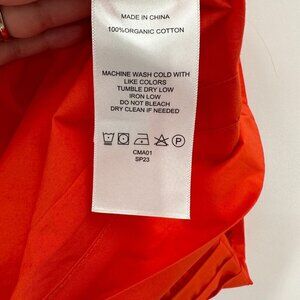 MADE IN CHINA
100%ORGANIC COTTON
MACHINE WASH COLD WITH
LIKE COLORS
TUMBLE DRY LOW
IRON LOW
DO NOT BLEACH
DRY CLEAN IF NEEDED
CMA01
SP23